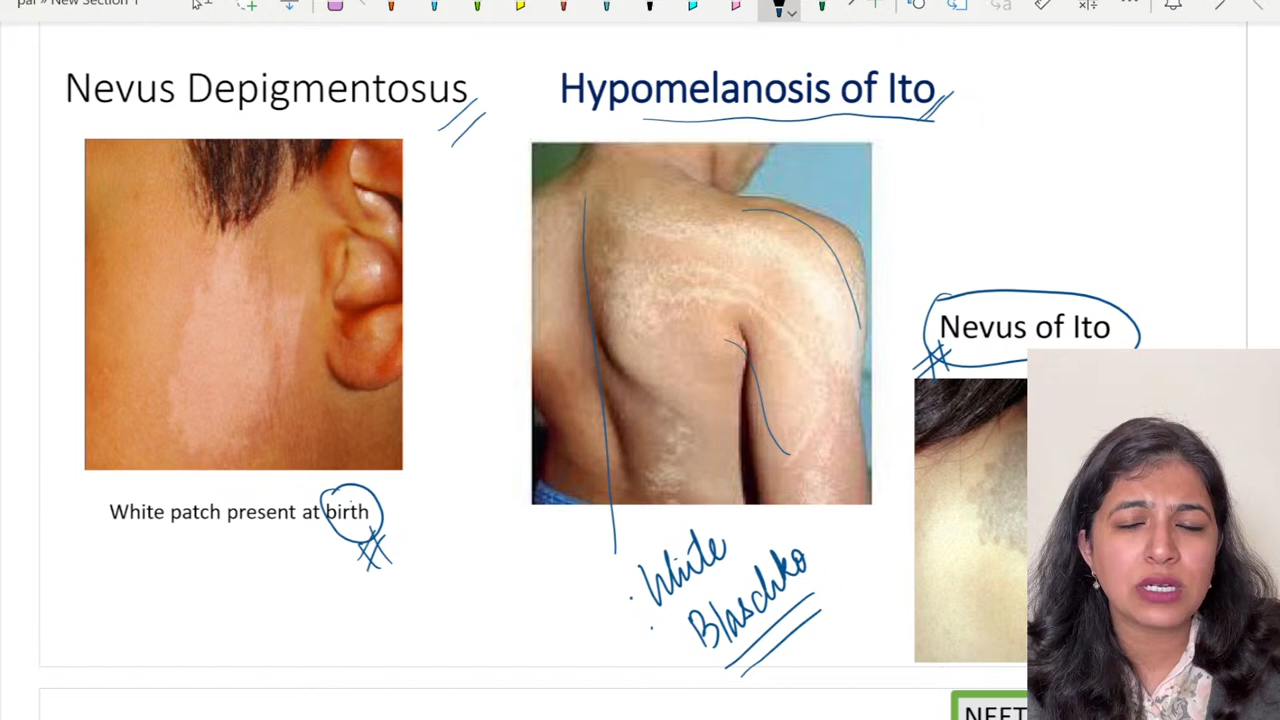 » New Section 1
Nevus Depigmentosus
Hypomelanosis of Ito
Nevus of Ito
White patch present at birth
White
Blaschko
NEET